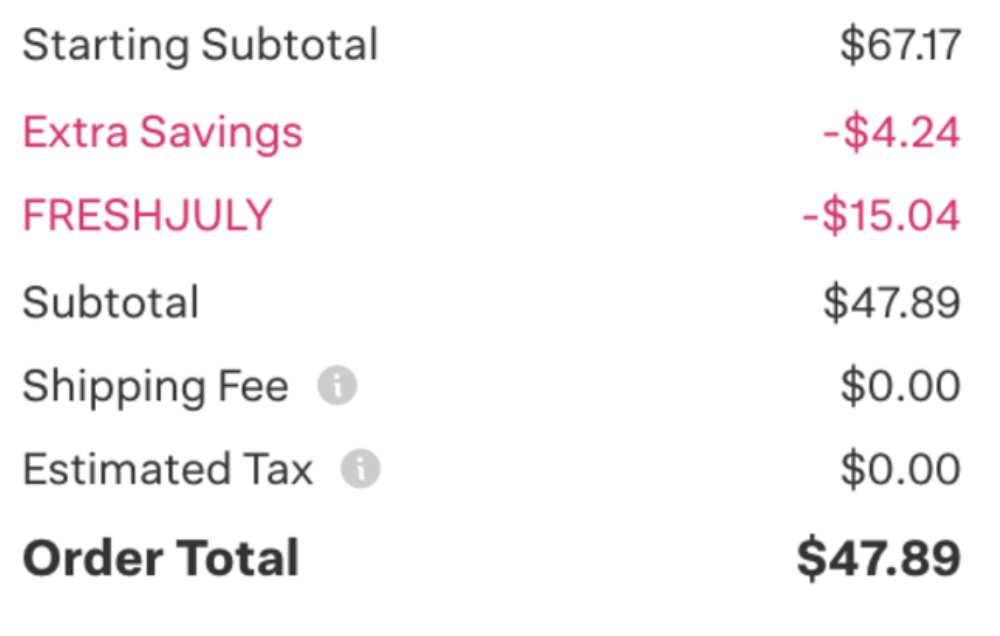 Starting Subtotal $67.17
Extra Savings -$4.24
FRESHJULY -$15.04
Subtotal $47.89
Shipping Fee i $0.00
Estimated Tax i $0.00
Order Total $47.89